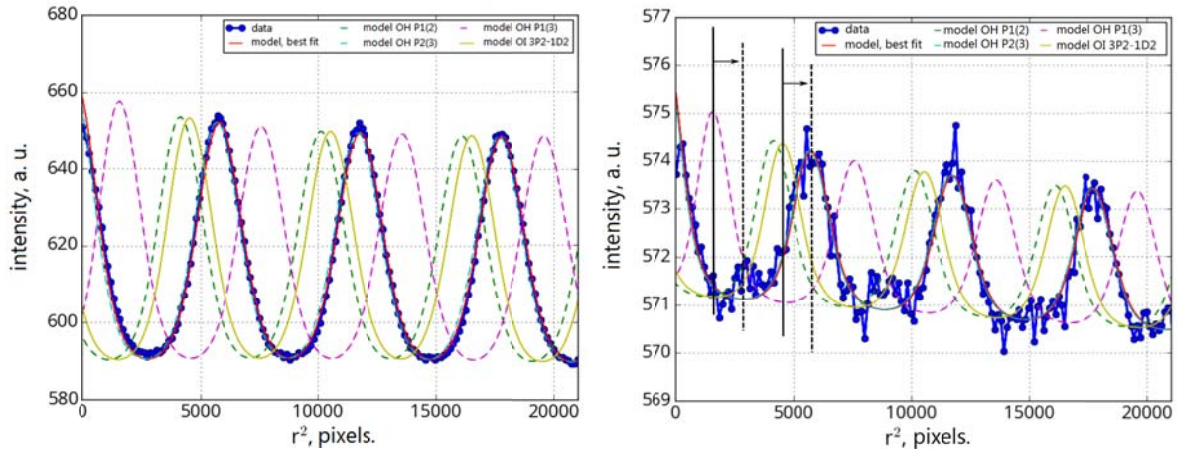 680
data
model OH P1(2)
model OH P1(3)
model, best fit
model OH P2(3)
model OI 3P2-1D2
660
640
620
600
580
intensity, a. u.
0
5000
10000
15000
20000
r², pixels.
577
data
model OH P1(2)
model OH P1(3)
model, best fit
model OH P2(3)
model OI 3P2-1D2
576
575
574
573
572
571
570
569
intensity, a. u.
0
5000
10000
15000
20000
r², pixels.